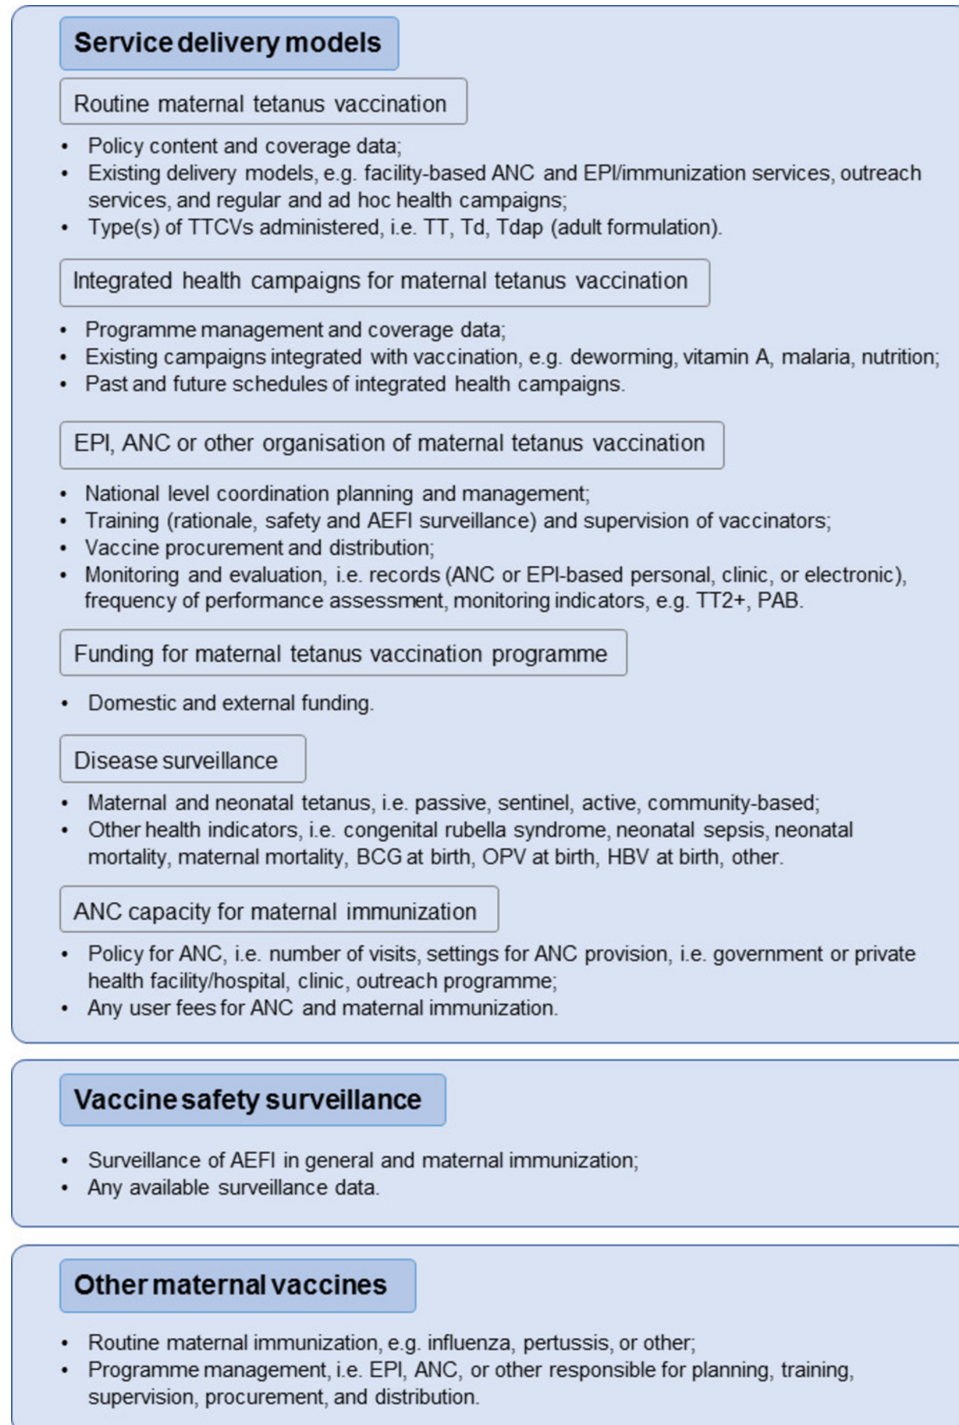 Service delivery models
Routine maternal tetanus vaccination
• Policy content and coverage data;
• Existing delivery models, e.g. facility-based ANC and EPI/immunization services, outreach
services, and regular and ad hoc health campaigns;
• Type(s) of TTCVs administered, i.e. TT, Td, Tdap (adult formulation).
Integrated health campaigns for maternal tetanus vaccination
• Programme management and coverage data;
• Existing campaigns integrated with vaccination, e.g. deworming, vitamin A, malaria, nutrition;
• Past and future schedules of integrated health campaigns.
EPI, ANC or other organisation of maternal tetanus vaccination
• National level coordination planning and management;
• Training (rationale, safety and AEFI surveillance) and supervision of vaccinators;
• Vaccine procurement and distribution;
• Monitoring and evaluation, i.e. records (ANC or EPI-based personal, clinic, or electronic),
frequency of performance assessment, monitoring indicators, e.g. TT2+, PAB.
Funding for maternal tetanus vaccination programme
• Domestic and external funding.
Disease surveillance
• Maternal and neonatal tetanus, i.e. passive, sentinel, active, community-based;
• Other health indicators, i.e. congenital rubella syndrome, neonatal sepsis, neonatal
mortality, maternal mortality, BCG at birth, OPV at birth, HBV at birth, other.
ANC capacity for maternal immunization
• Policy for ANC, i.e. number of visits, settings for ANC provision, i.e. government or private
health facility/hospital, clinic, outreach programme;
• Any user fees for ANC and maternal immunization.
Vaccine safety surveillance
• Surveillance of AEFI in general and maternal immunization;
• Any available surveillance data.
Other maternal vaccines
• Routine maternal immunization, e.g. influenza, pertussis, or other;
• Programme management, i.e. EPI, ANC, or other responsible for planning, training,
supervision, procurement, and distribution.